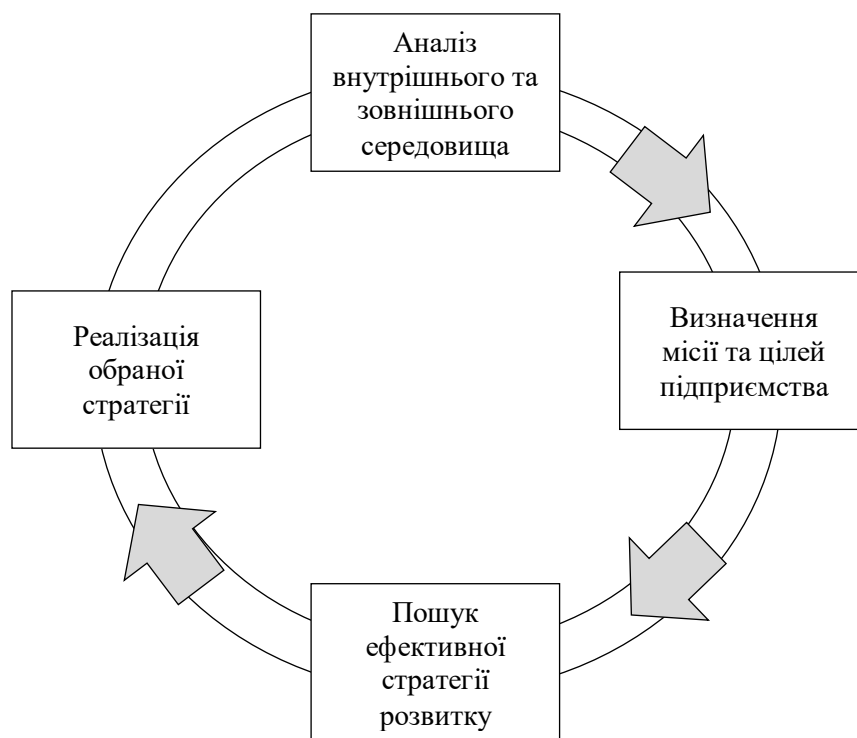 Аналіз
внутрішнього та
зовнішнього
середовища
Визначення
місії та цілей
підприємства
Пошук
ефективної
стратегії
розвитку
Реалізація
обраної
стратегії